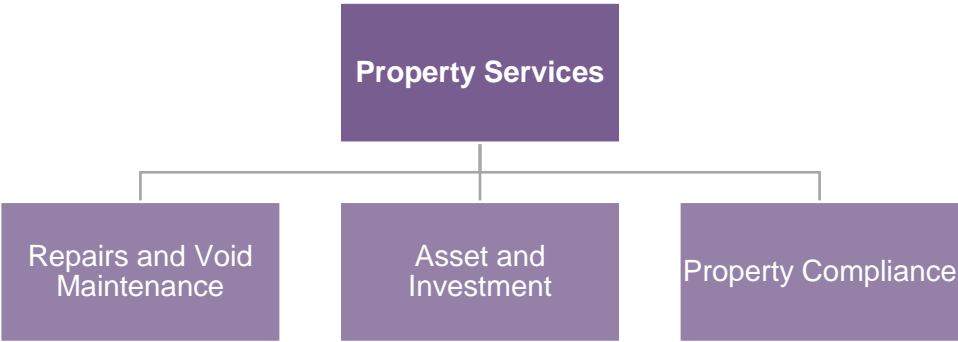 Property Services
Repairs and Void
Maintenance
Asset and
Investment
Property Compliance